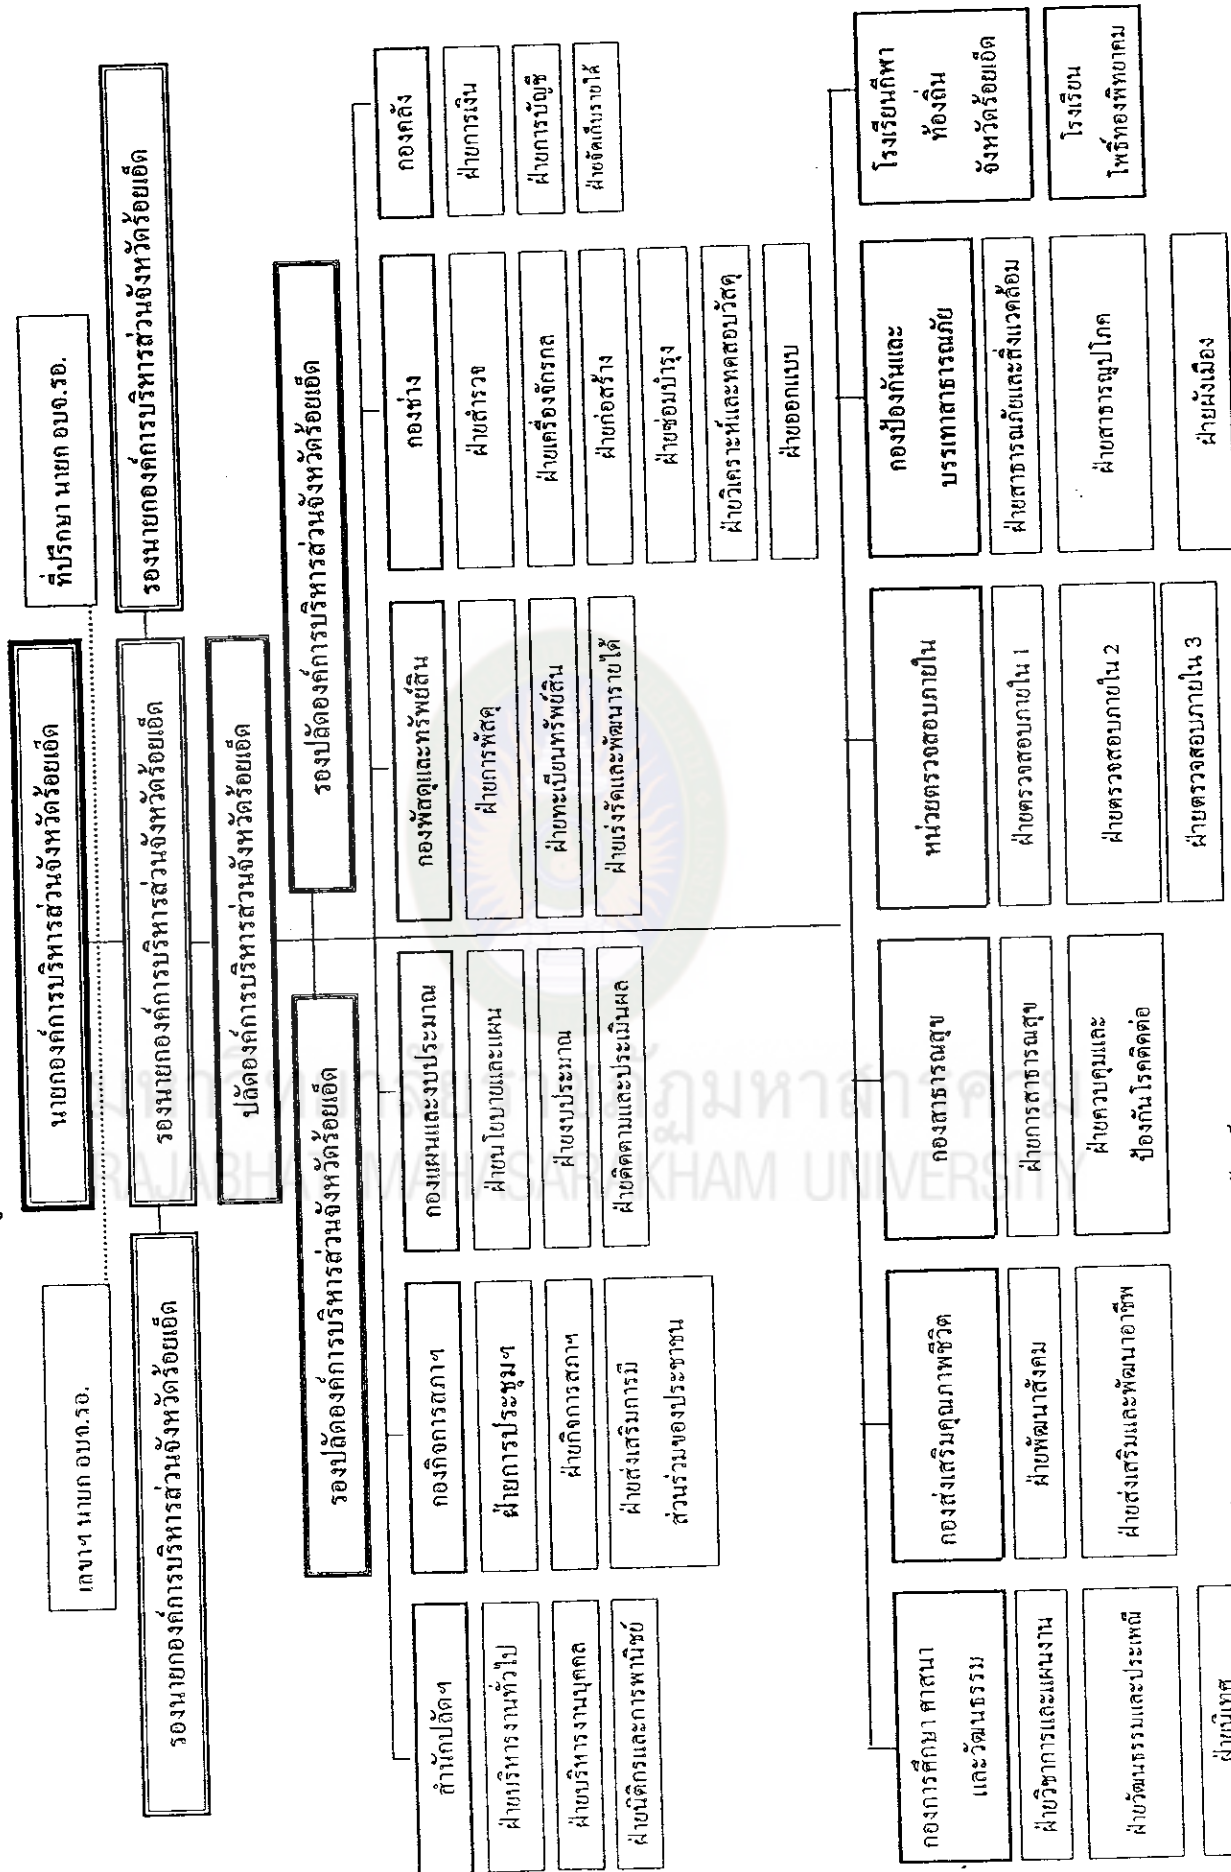 นายกองค์การบริหารส่วนจังหวัดร้อยเอ็ด
เลขาฯ นายก อบจ.รอ.
ที่ปรึกษา นายก อบจ.รอ.
รองนายกองค์การบริหารส่วนจังหวัดร้อยเอ็ด
รองนายกองค์การบริหารส่วนจังหวัดร้อยเอ็ด
รองนายกองค์การบริหารส่วนจังหวัดร้อยเอ็ด
ปลัดองค์การบริหารส่วนจังหวัดร้อยเอ็ด
รองปลัดองค์การบริหารส่วนจังหวัดร้อยเอ็ด
รองปลัดองค์การบริหารส่วนจังหวัดร้อยเอ็ด
สำนักปลัดฯ
ฝ่ายบริหารงานทั่วไป
ฝ่ายบริหารงานบุคคล
ฝ่ายนิติกรและการพานิชย์
กองกิจการสภาฯ
ฝ่ายการประชุมฯ
ฝ่ายกิจการสภาฯ
ฝ่ายส่งเสริมการมี
ส่วนร่วมของประชาชน
กองแผนและงบประมาณ
ฝ่ายนโยบายและแผน
ฝ่ายงบประมาณ
ฝ่ายติดตามและประเมินผล
กองพัสดุและทรัพย์สิน
ฝ่ายการพัสดุ
ฝ่ายทะเบียนทรัพย์สิน
ฝ่ายเร่งรัดและพัฒนารายได้
กองช่าง
ฝ่ายสำรวจ
ฝ่ายเครื่องจักรกล
ฝ่ายก่อสร้าง
ฝ่ายซ่อมบำรุง
ฝ่ายวิเคราะห์และทดสอบวัสดุ
ฝ่ายออกแบบ
กองคลัง
ฝ่ายการเงิน
ฝ่ายการบัญชี
ฝ่ายจัดเก็บรายได้
มหาวิทยาลัยราชภัฏมหาสารคาม
RAJABHAT MAHASARAKHAM UNIVERSITY
กองการศึกษา ศาสนา
และวัฒนธรรม
ฝ่ายวิชาการและแผนงาน
ฝ่ายวัฒนธรรมและประเพณี
ฝ่ายนิเทศ
กองส่งเสริมคุณภาพชีวิต
ฝ่ายพัฒนาสังคม
ฝ่ายส่งเสริมและพัฒนาอาชีพ
กองสาธารณสุข
ฝ่ายการสาธารณสุข
ฝ่ายควบคุมและ
ป้องกันโรคติดต่อ
หน่วยตรวจสอบภายใน
ฝ่ายตรวจสอบภายใน 1
ฝ่ายตรวจสอบภายใน 2
ฝ่ายตรวจสอบภายใน 3
กองป้องกันและ
บรรเทาสาธารณภัย
ฝ่ายสาธารณภัยและสิ่งแวดล้อม
ฝ่ายสาธารณูปโภค
ฝ่ายผังเมือง
โรงเรียนกีฬา
ท้องถิ่น
จังหวัดร้อยเอ็ด
โรงเรียน
โพธิ์ทองพิทยาคม